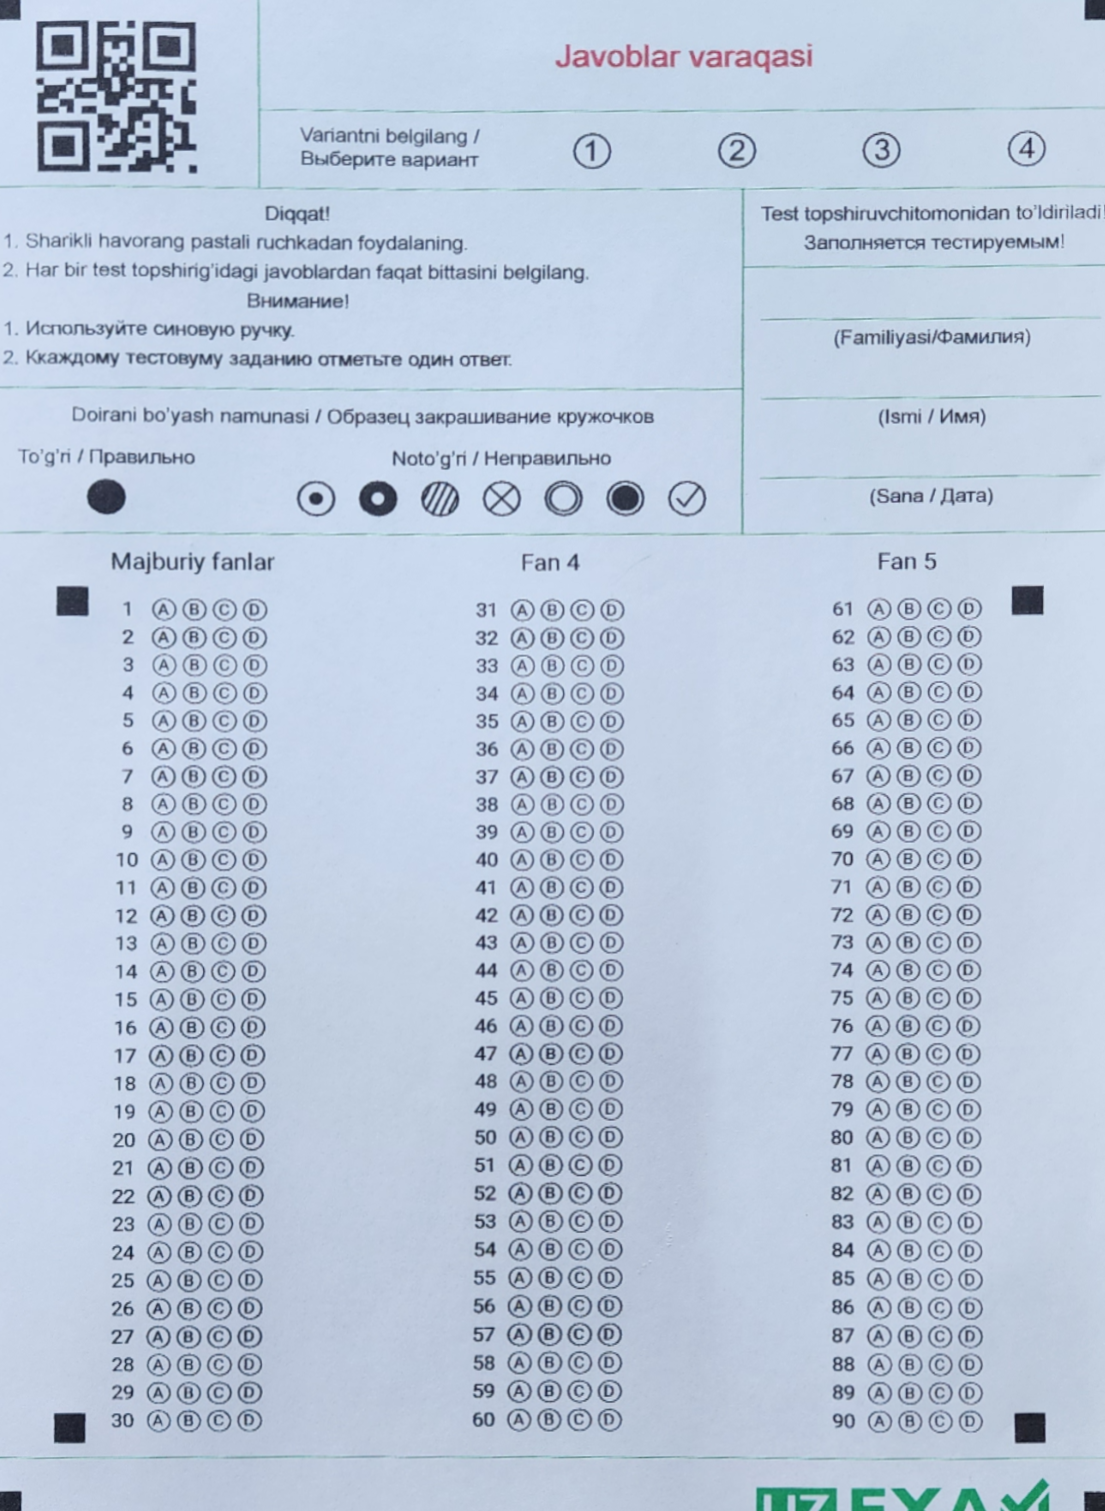 Javoblar varaqasi
Variantni belgilang /
Выберите вариант
1 2 3 4
Diqqat!
1. Sharikli havorang pastali ruchkadan foydalaning.
2. Har bir test topshirig'idagi javoblardan faqat bittasini belgilang.
Внимание!
1. Используйте синовую ручку.
2. Ккаждому тестовуму заданию отметьте один ответ.
Test topshiruvchitomonidan to'ldiriladi!
Заполняется тестируемым!
(Familiyasi/Фамилия)
(Ismi / Имя)
(Sana / Дата)
Doirani bo'yash namunasi / Образец закрашивание кружочков
To'g'ri / Правильно
Noto'g'ri / Неправильно
Majburiy fanlar
1 A B C D
2 A B C D
3 A B C D
4 A B C D
5 A B C D
6 A B C D
7 A B C D
8 A B C D
9 A B C D
10 A B C D
11 A B C D
12 A B C D
13 A B C D
14 A B C D
15 A B C D
16 A B C D
17 A B C D
18 A B C D
19 A B C D
20 A B C D
21 A B C D
22 A B C D
23 A B C D
24 A B C D
25 A B C D
26 A B C D
27 A B C D
28 A B C D
29 A B C D
30 A B C D
Fan 4
31 A B C D
32 A B C D
33 A B C D
34 A B C D
35 A B C D
36 A B C D
37 A B C D
38 A B C D
39 A B C D
40 A B C D
41 A B C D
42 A B C D
43 A B C D
44 A B C D
45 A B C D
46 A B C D
47 A B C D
48 A B C D
49 A B C D
50 A B C D
51 A B C D
52 A B C D
53 A B C D
54 A B C D
55 A B C D
56 A B C D
57 A B C D
58 A B C D
59 A B C D
60 A B C D
Fan 5
61 A B C D
62 A B C D
63 A B C D
64 A B C D
65 A B C D
66 A B C D
67 A B C D
68 A B C D
69 A B C D
70 A B C D
71 A B C D
72 A B C D
73 A B C D
74 A B C D
75 A B C D
76 A B C D
77 A B C D
78 A B C D
79 A B C D
80 A B C D
81 A B C D
82 A B C D
83 A B C D
84 A B C D
85 A B C D
86 A B C D
87 A B C D
88 A B C D
89 A B C D
90 A B C D